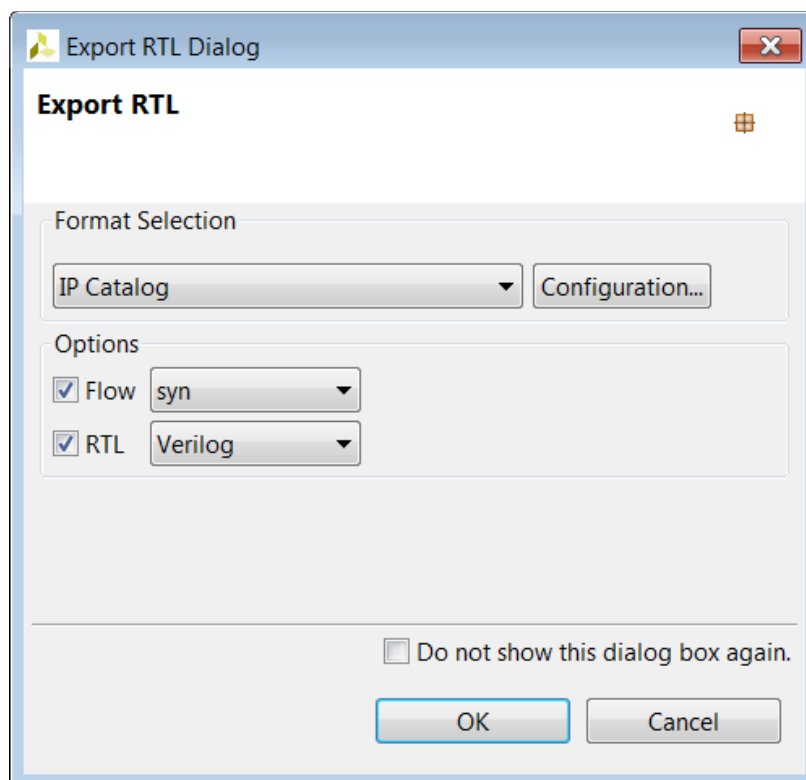 Export RTL Dialog
Export RTL
Format Selection
IP Catalog Configuration...
Options
Flow syn
RTL Verilog
Do not show this dialog box again.
OK Cancel